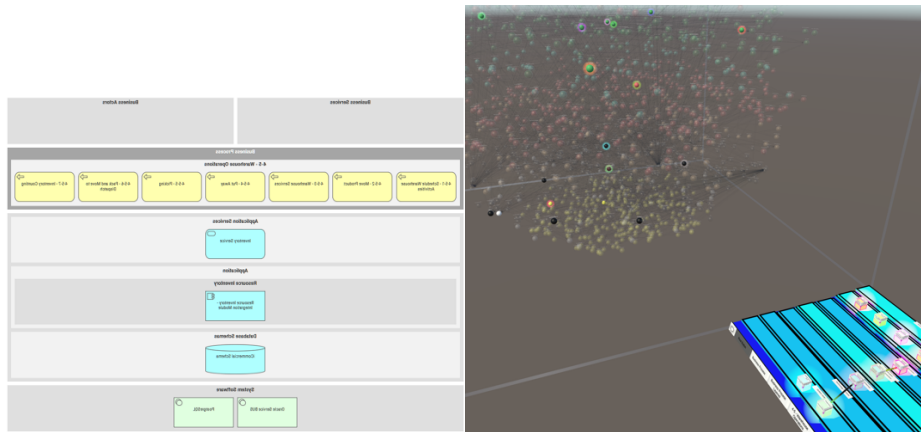 Business Services
Business Actors
Business Process
4-5 - Warehouse Operations
4-5-1 - Schedule Warehouse
Activities
4-5-2 - Move Product
4-5-3 - Warehouse Services
4-5-4 - Put Away
4-5-5 - Picking
4-5-6 - Pack and Move to
Dispatch
4-5-7 - Inventory Counting
Application Services
Inventory Service
Application
Resource Inventory
Resource Inventory -
Integration Module
Database Schemas
Commercial Schema
System Software
Oracle Service BUS
PostgreSQL